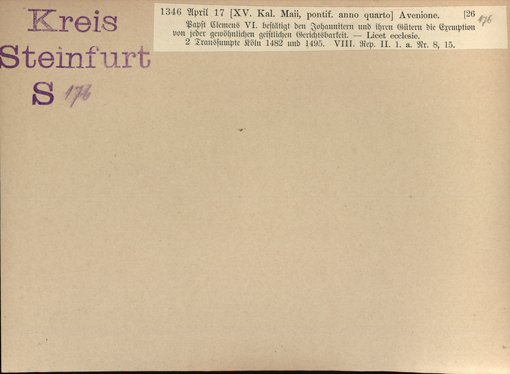 Kreis
Steinfurt
S 176
1346 April 17 [XV. Kal. Maii, pontif. anno quarto] Avenione. [26
176
Papst Clemens VI. bestätigt den Johannitern und ihren Gütern die Exemption
von jeder gewöhnlichen geistlichen Gerichtsbarkeit. — Licet ecclesie.
2 Transsumpte Köln 1482 und 1495. VIII. Rep. II. 1. a. Nr. 8, 15.